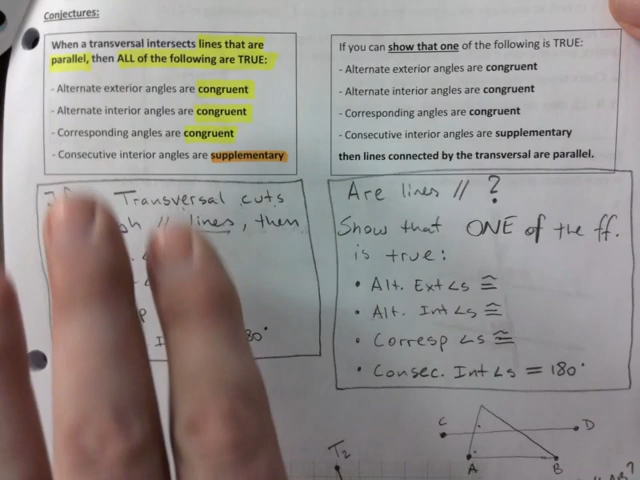 Conjectures:
When a transversal intersects lines that are
parallel, then ALL of the following are TRUE:
- Alternate exterior angles are congruent
- Alternate interior angles are congruent
- Corresponding angles are congruent
- Consecutive interior angles are supplementary
If you can show that one of the following is TRUE:
- Alternate exterior angles are congruent
- Alternate interior angles are congruent
- Corresponding angles are congruent
- Consecutive interior angles are supplementary
then lines connected by the transversal are parallel.
Transversal cuts
// lines, then
Are lines // ?
Show that ONE of the ff.
is true:
• Alt. Ext ∠s ≅
• Alt. Int ∠s ≅
• Corresp ∠s ≅
• Consec. Int ∠s = 180°
C D
T2 A B